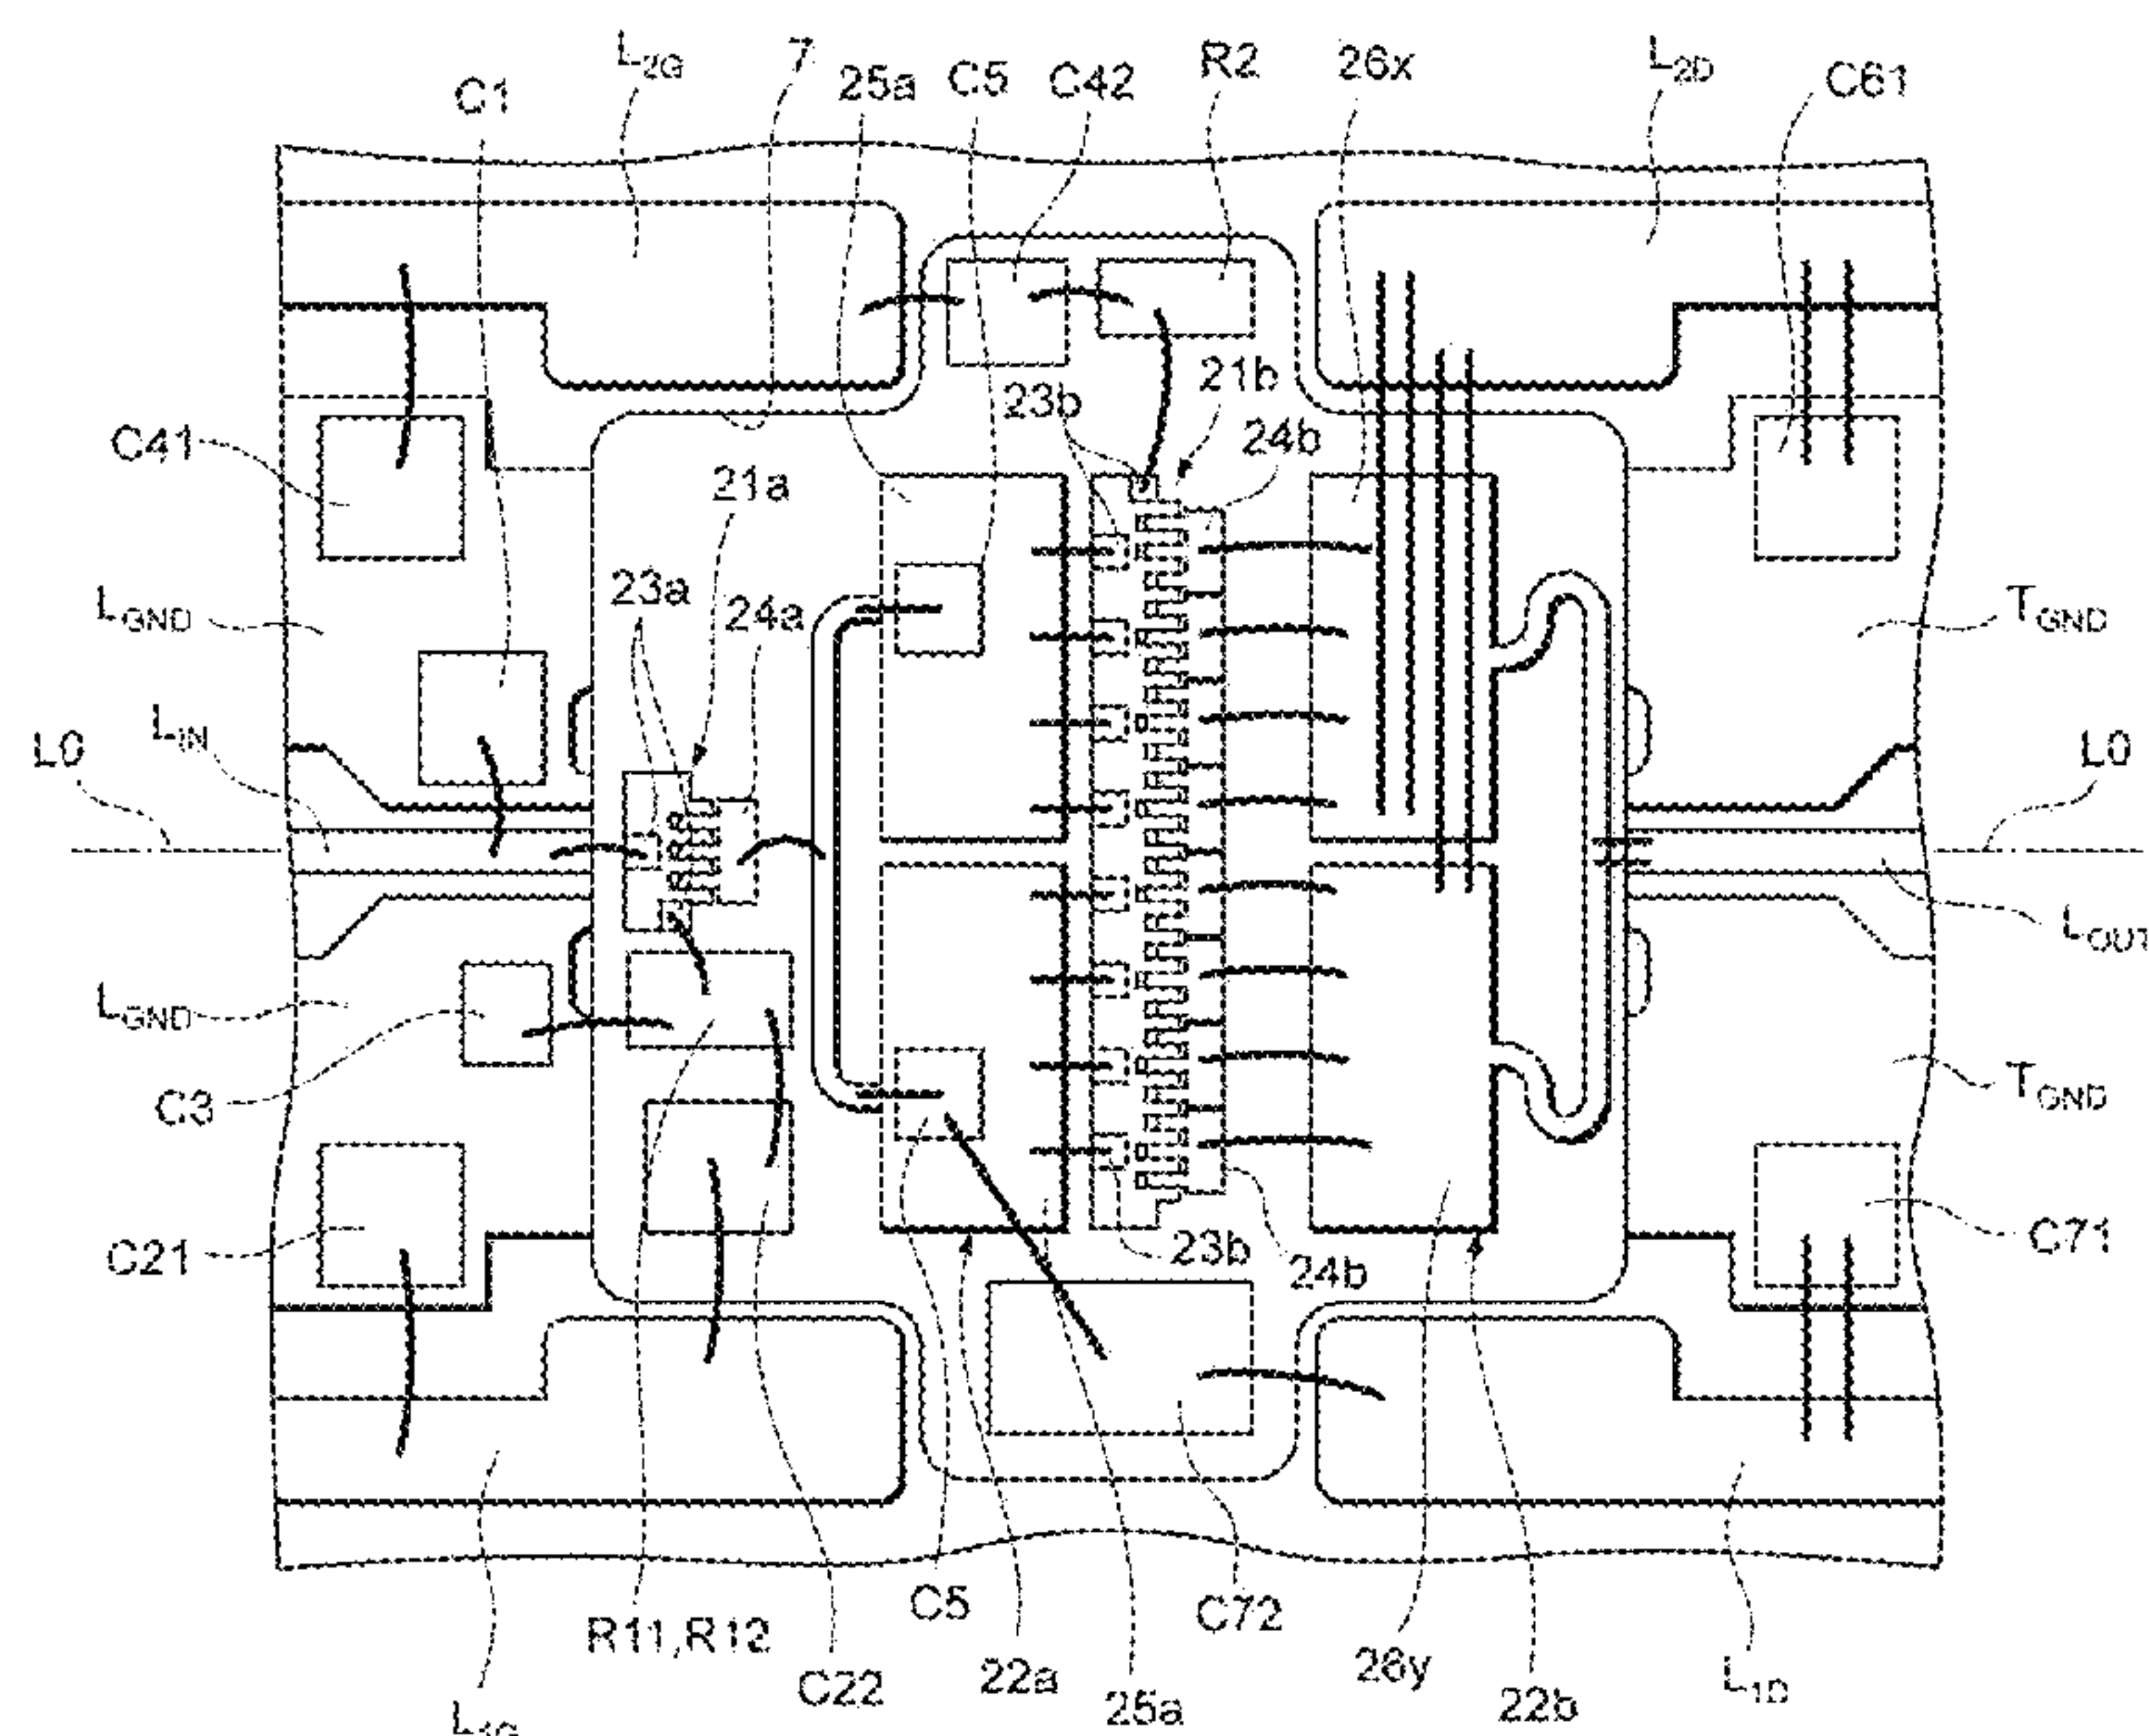 L2G
7
25a
C5
C42
R2
26x
L2D
C61
C1
C41
21a
23b
21b
24b
LGND
23a
24a
TGND
LIN
L0
L0
LOUT
LGND
C3
TGND
C21
23b
24b
C71
R11,R12
C22
C5
22a
25a
C72
26y
22b
L1D
L1G